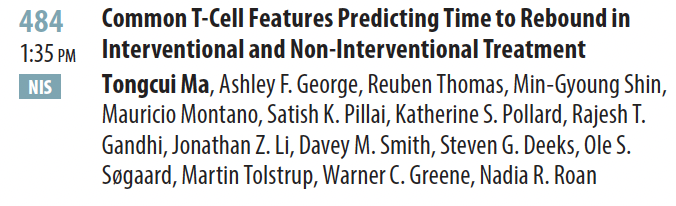 484
1:35 PM
NIS
Common T-Cell Features Predicting Time to Rebound in
Interventional and Non-Interventional Treatment
Tongcui Ma, Ashley F. George, Reuben Thomas, Min-Gyoung Shin,
Mauricio Montano, Satish K. Pillai, Katherine S. Pollard, Rajesh T.
Gandhi, Jonathan Z. Li, Davey M. Smith, Steven G. Deeks, Ole S.
Søgaard, Martin Tolstrup, Warner C. Greene, Nadia R. Roan